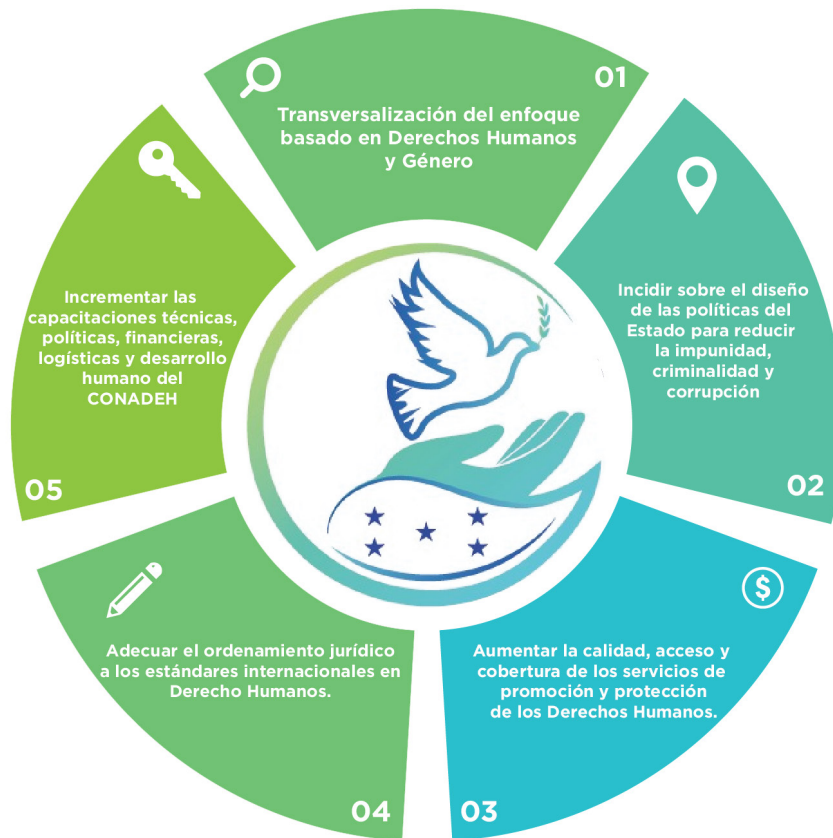 01
Transversalización del enfoque
basado en Derechos Humanos
y Género
Incidir sobre el diseño
de las políticas del
Estado para reducir
la impunidad,
criminalidad y
corrupción
02
$
Aumentar la calidad, acceso y
cobertura de los servicios de
promoción y protección
de los Derechos Humanos.
03
Adecuar el ordenamiento jurídico
a los estándares internacionales en
Derecho Humanos.
04
Incrementar las
capacitaciones técnicas,
políticas, financieras,
logísticas y desarrollo
humano del
CONADEH
05